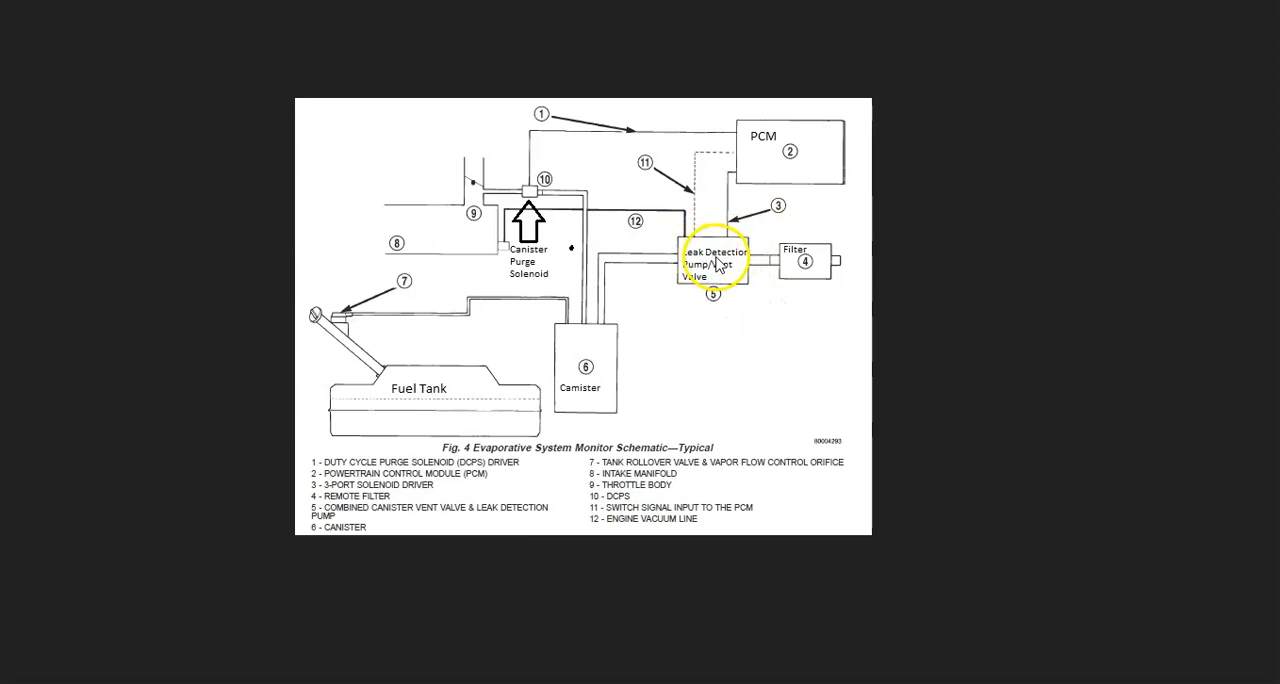 1
PCM
2
11
10
3
9
12
8
Canister
Purge
Solenoid
Leak Detection
Pump/
Valve
Filter
4
5
7
6
Camister
Fuel Tank
80004293
Fig. 4 Evaporative System Monitor Schematic—Typical
1 - DUTY CYCLE PURGE SOLENOID (DCPS) DRIVER
2 - POWERTRAIN CONTROL MODULE (PCM)
3 - 3-PORT SOLENOID DRIVER
4 - REMOTE FILTER
5 - COMBINED CANISTER VENT VALVE & LEAK DETECTION
PUMP
6 - CANISTER
7 - TANK ROLLOVER VALVE & VAPOR FLOW CONTROL ORIFICE
8 - INTAKE MANIFOLD
9 - THROTTLE BODY
10 - DCPS
11 - SWITCH SIGNAL INPUT TO THE PCM
12 - ENGINE VACUUM LINE